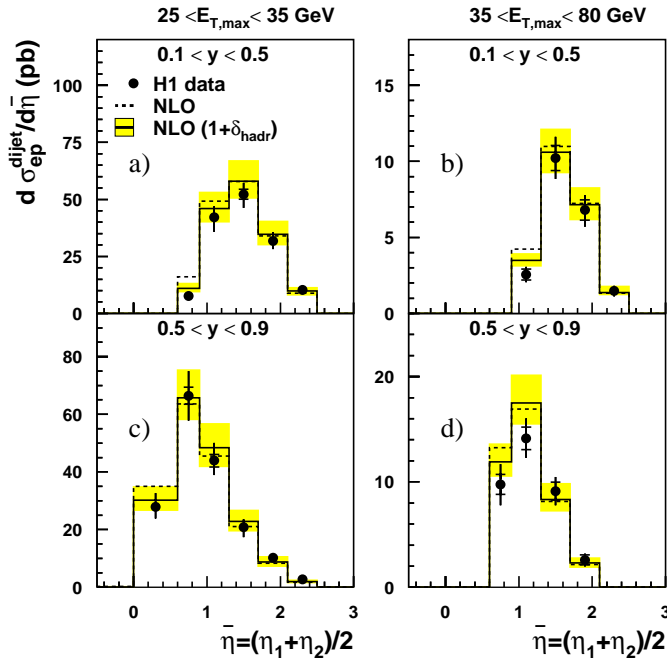 25 <E_T,max< 35 GeV
35 <E_T,max< 80 GeV
0.1 < y < 0.5
0.1 < y < 0.5
H1 data
NLO
NLO (1+δ_hadr)
a)
b)
100
75
50
25
0
15
10
5
0
d σ_ep^dijet/dη̄ (pb)
0.5 < y < 0.9
0.5 < y < 0.9
c)
d)
80
60
40
20
0
20
10
0
0 1 2 3
0 1 2 3
η̄=(η_1+η_2)/2
η̄=(η_1+η_2)/2